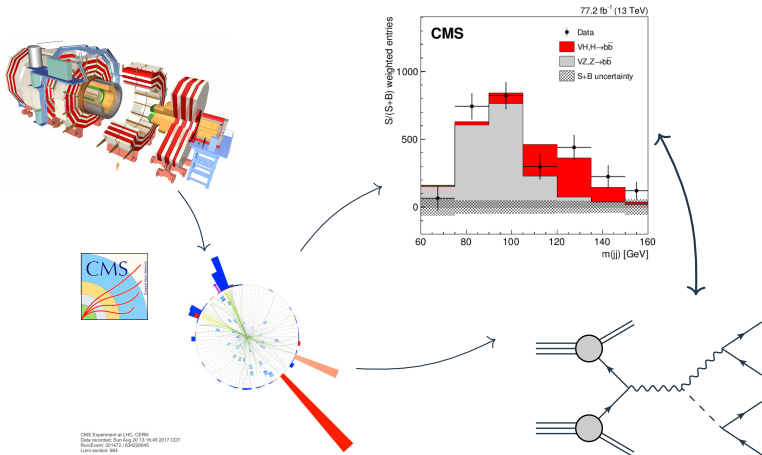 77.2 fb⁻¹ (13 TeV)
CMS
Data
VH,H→bb̅
VZ,Z→bb̅
S+B uncertainty
S/(S+B) weighted entries
1000
500
0
60 80 100 120 140 160
m(jj) [GeV]
CMS
CMS Experiment at LHC, CERN
Data recorded: Sun Aug 20 13:16:45 2017 CDT
Run/Event: 301472 / 634226645
Lumi section: 664